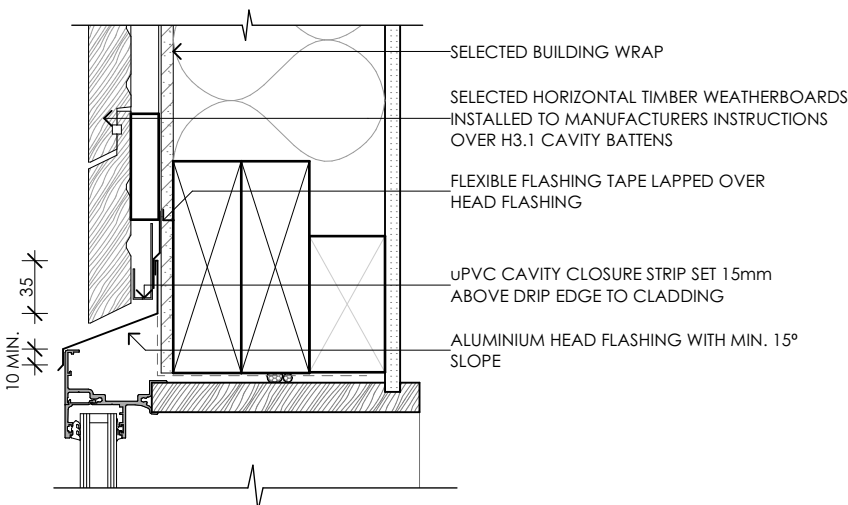 SELECTED BUILDING WRAP
SELECTED HORIZONTAL TIMBER WEATHERBOARDS
INSTALLED TO MANUFACTURERS INSTRUCTIONS
OVER H3.1 CAVITY BATTENS
FLEXIBLE FLASHING TAPE LAPPED OVER
HEAD FLASHING
uPVC CAVITY CLOSURE STRIP SET 15mm
ABOVE DRIP EDGE TO CLADDING
ALUMINIUM HEAD FLASHING WITH MIN. 15º
SLOPE
35
10 MIN.